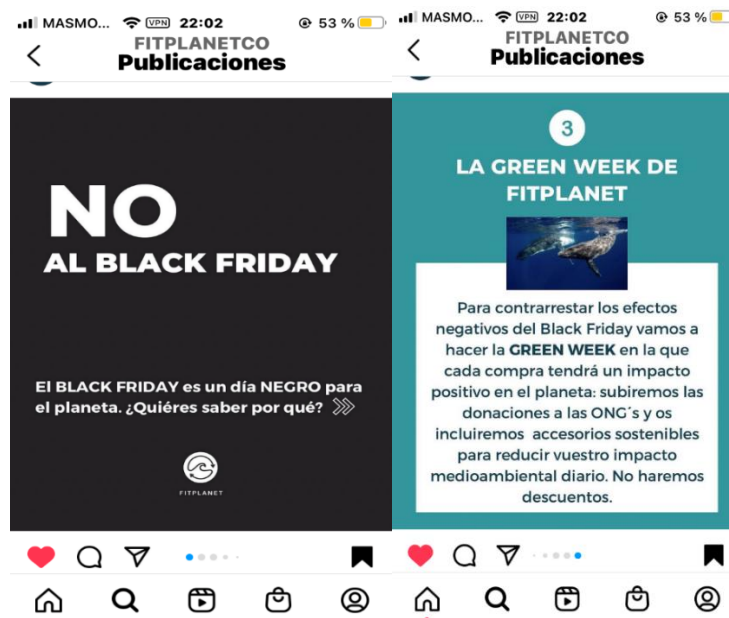 MASMO... VPN 22:02 53 %
FITPLANETCO
Publicaciones
NO
AL BLACK FRIDAY
El BLACK FRIDAY es un día NEGRO para
el planeta. ¿Quiéres saber por qué?
FITPLANET
MASMO... VPN 22:02 53 %
FITPLANETCO
Publicaciones
3
LA GREEN WEEK DE
FITPLANET
Para contrarrestar los efectos
negativos del Black Friday vamos a
hacer la GREEN WEEK en la que
cada compra tendrá un impacto
positivo en el planeta: subiremos las
donaciones a las ONG´s y os
incluiremos accesorios sostenibles
para reducir vuestro impacto
medioambiental diario. No haremos
descuentos.